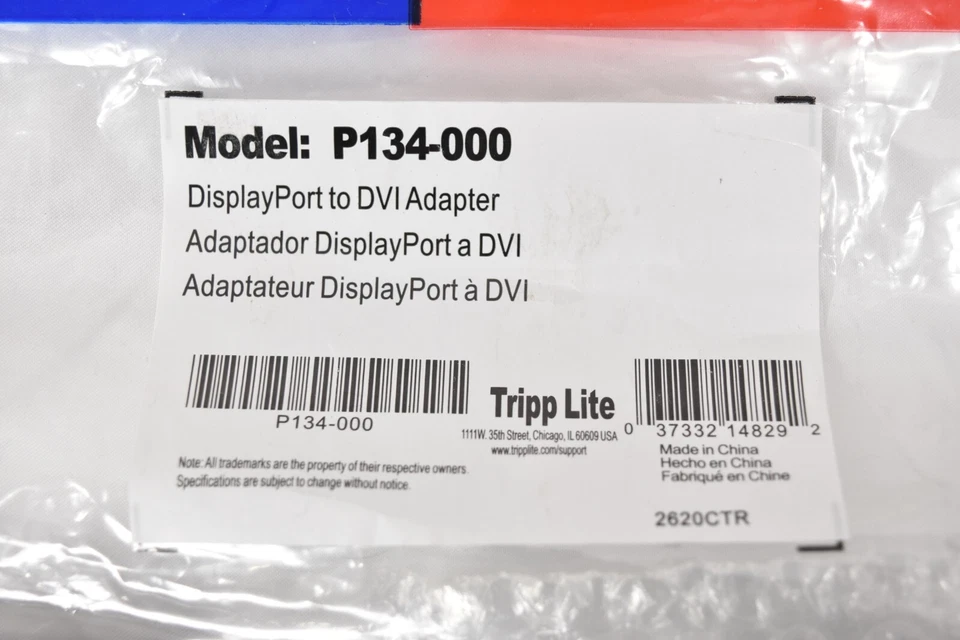 Model: P134-000
DisplayPort to DVI Adapter
Adaptador DisplayPort a DVI
Adaptateur DisplayPort à DVI
P134-000
Tripp Lite
1111W. 35th Street, Chicago, IL 60609 USA
www.tripplite.com/support
0 37332 14829 2
Made in China
Hecho en China
Fabriqué en Chine
Note: All trademarks are the property of their respective owners.
Specifications are subject to change without notice.
2620CTR